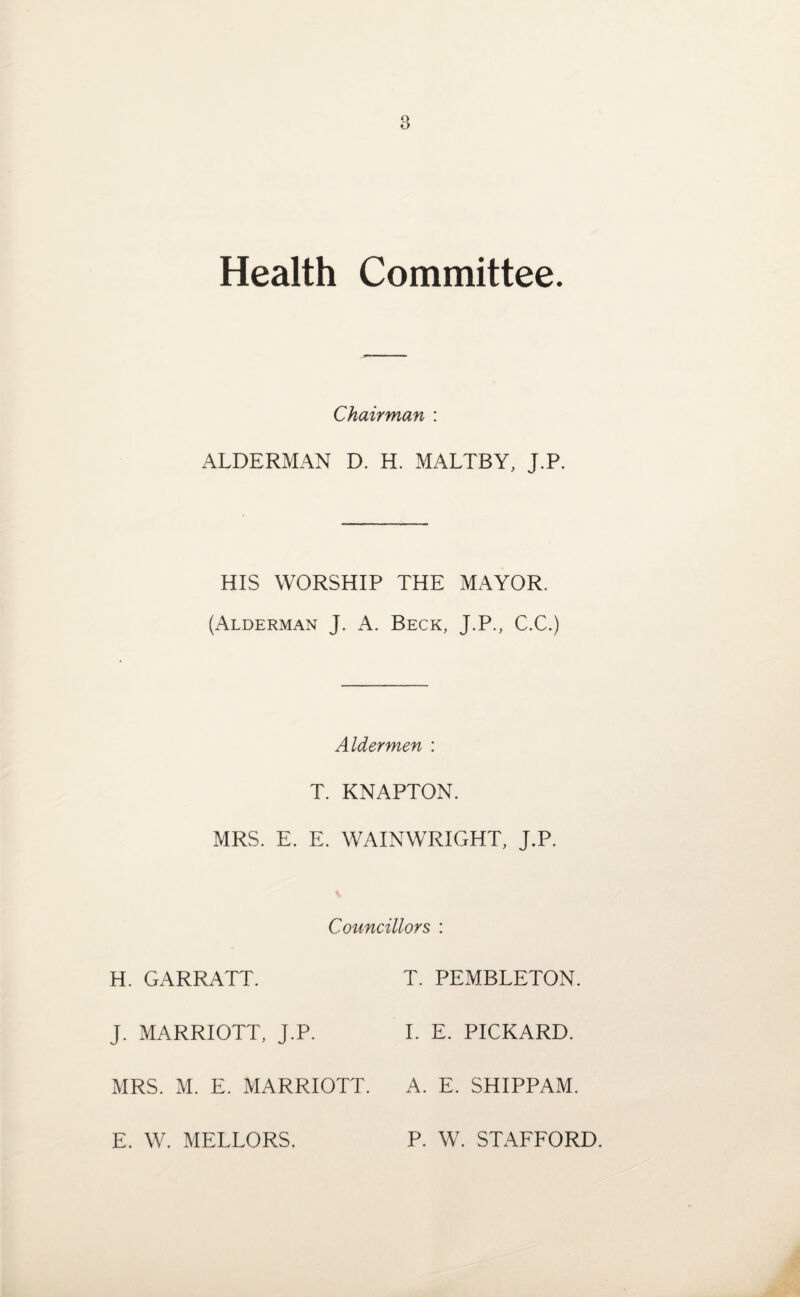 3
Health Committee.
Chairman :
ALDERMAN D. H. MALTBY, J.P.
HIS WORSHIP THE MAYOR.
(Alderman J. A. Beck, J.P., C.C.)
Aldermen :
T. KNAPTON.
MRS. E. E. WAINWRIGHT, J.P.
Councillors :
H. GARRATT. T. PEMBLETON.
J. MARRIOTT, J.P. I. E. PICKARD.
MRS. M. E. MARRIOTT. A. E. SHIPPAM.
E. W. MELLORS. P. W. STAFFORD.